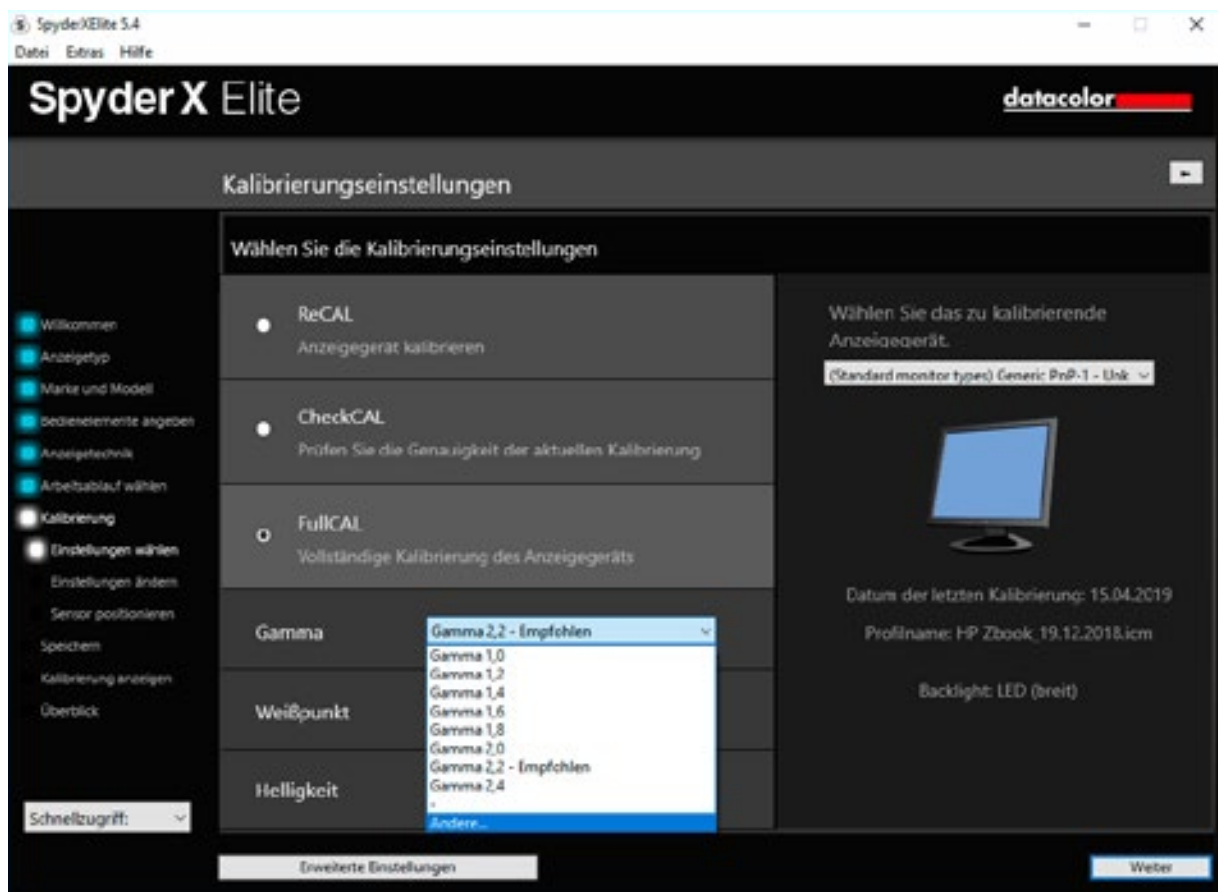 SpyderXElite 5.4
Datei Extras Hilfe
SpyderX Elite
datacolor
Kalibrierungseinstellungen
Wählen Sie die Kalibrierungseinstellungen
Willkommen
Anzeigetyp
Marke und Modell
Bedienelemente angeben
Anzeigetechnik
Arbeitsablauf wählen
Kalibrierung
Einstellungen wählen
Einstellungen ändern
Sensor positionieren
Speichern
Kalibrierung anzeigen
Überblick
Schnellzugriff:
ReCAL
Anzeigegerät kalibrieren
CheckCAL
Prüfen Sie die Genauigkeit der aktuellen Kalibrierung
FullCAL
Vollständige Kalibrierung des Anzeigegeräts
Gamma
Gamma 2,2 - Empfohlen
Gamma 1,0
Gamma 1,2
Gamma 1,4
Gamma 1,6
Gamma 1,8
Gamma 2,0
Gamma 2,2 - Empfohlen
Gamma 2,4
-
Andere...
Weißpunkt
Helligkeit
Wählen Sie das zu kalibrierende
Anzeigegerät.
(Standard monitor types) Generic PnP-1 - Unk
Datum der letzten Kalibrierung: 15.04.2019
Profilname: HP Zbook_19.12.2018.icm
Backlight: LED (breit)
Erweiterte Einstellungen
Weiter